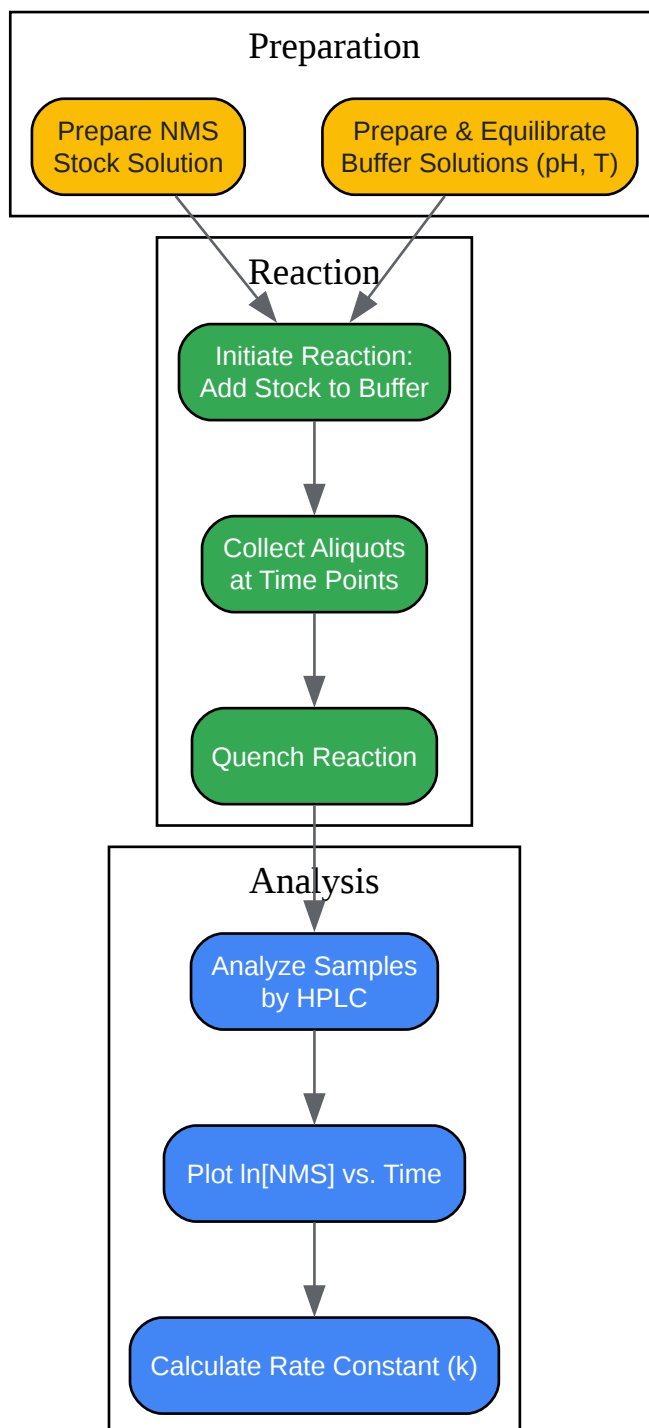 Preparation
Prepare NMS
Stock Solution
Prepare & Equilibrate
Buffer Solutions (pH, T)
Reaction
Initiate Reaction:
Add Stock to Buffer
Collect Aliquots
at Time Points
Quench Reaction
Analysis
Analyze Samples
by HPLC
Plot ln[NMS] vs. Time
Calculate Rate Constant (k)